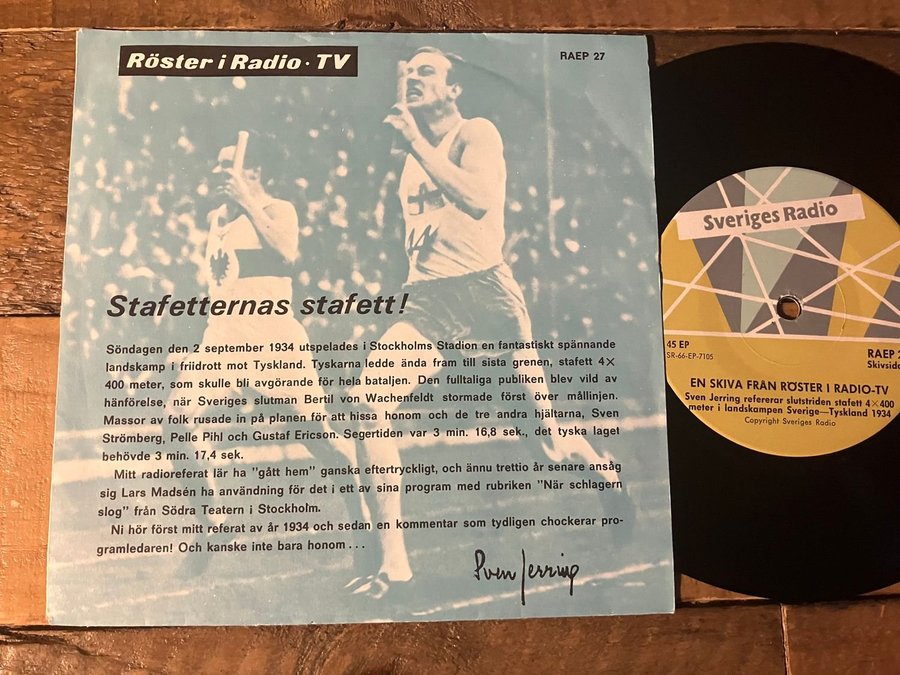 Röster i Radio · TV
RAEP 27
Stafetternas stafett!
Söndagen den 2 september 1934 utspelades i Stockholms Stadion en fantastiskt spännande
landskamp i friidrott mot Tyskland. Tyskarna ledde ända fram till sista grenen, stafett 4×
400 meter, som skulle bli avgörande för hela bataljen. Den fulltaliga publiken blev vild av
hänförelse, när Sveriges slutman Bertil von Wachenfeldt stormade först över mållinjen.
Massor av folk rusade in på planen för att hissa honom och de tre andra hjältarna, Sven
Strömberg, Pelle Pihl och Gustaf Ericson. Segertiden var 3 min. 16,8 sek., det tyska laget
behövde 3 min. 17,4 sek.
Mitt radioreferat lär ha "gått hem" ganska eftertryckligt, och ännu trettio år senare ansåg
sig Lars Madsén ha användning för det i ett av sina program med rubriken "När schlagern
slog" från Södra Teatern i Stockholm.
Ni hör först mitt referat av år 1934 och sedan en kommentar som tydligen chockerar pro-
gramledaren! Och kanske inte bara honom...
Sven Jerring
Sveriges Radio
45 EP
SR-66-EP-7105
RAEP 2
Skivsida
EN SKIVA FRÅN RÖSTER I RADIO-TV
Sven Jerring refererar slutstriden stafett 4×400
meter i landskampen Sverige—Tyskland 1934
Copyright Sveriges Radio